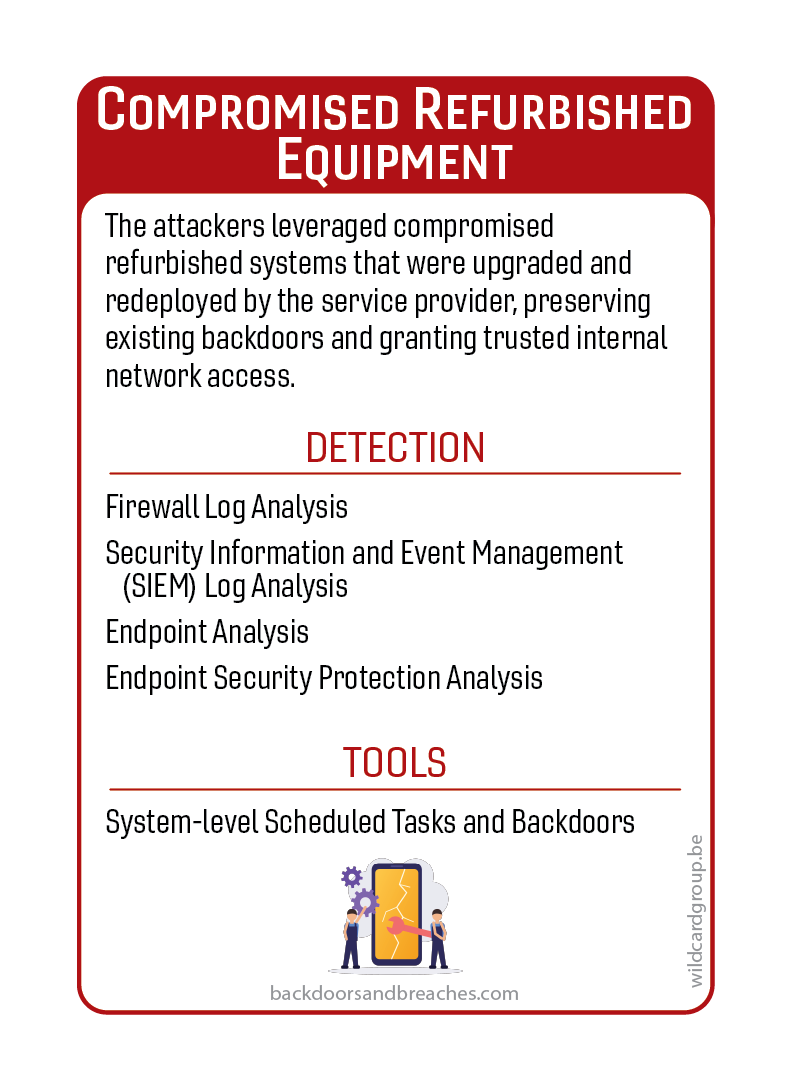 Compromised Refurbished
Equipment
The attackers leveraged compromised
refurbished systems that were upgraded and
redeployed by the service provider, preserving
existing backdoors and granting trusted internal
network access.
DETECTION
Firewall Log Analysis
Security Information and Event Management
(SIEM) Log Analysis
Endpoint Analysis
Endpoint Security Protection Analysis
TOOLS
System-level Scheduled Tasks and Backdoors
wildcardgroup.be
backdoorsandbreaches.com